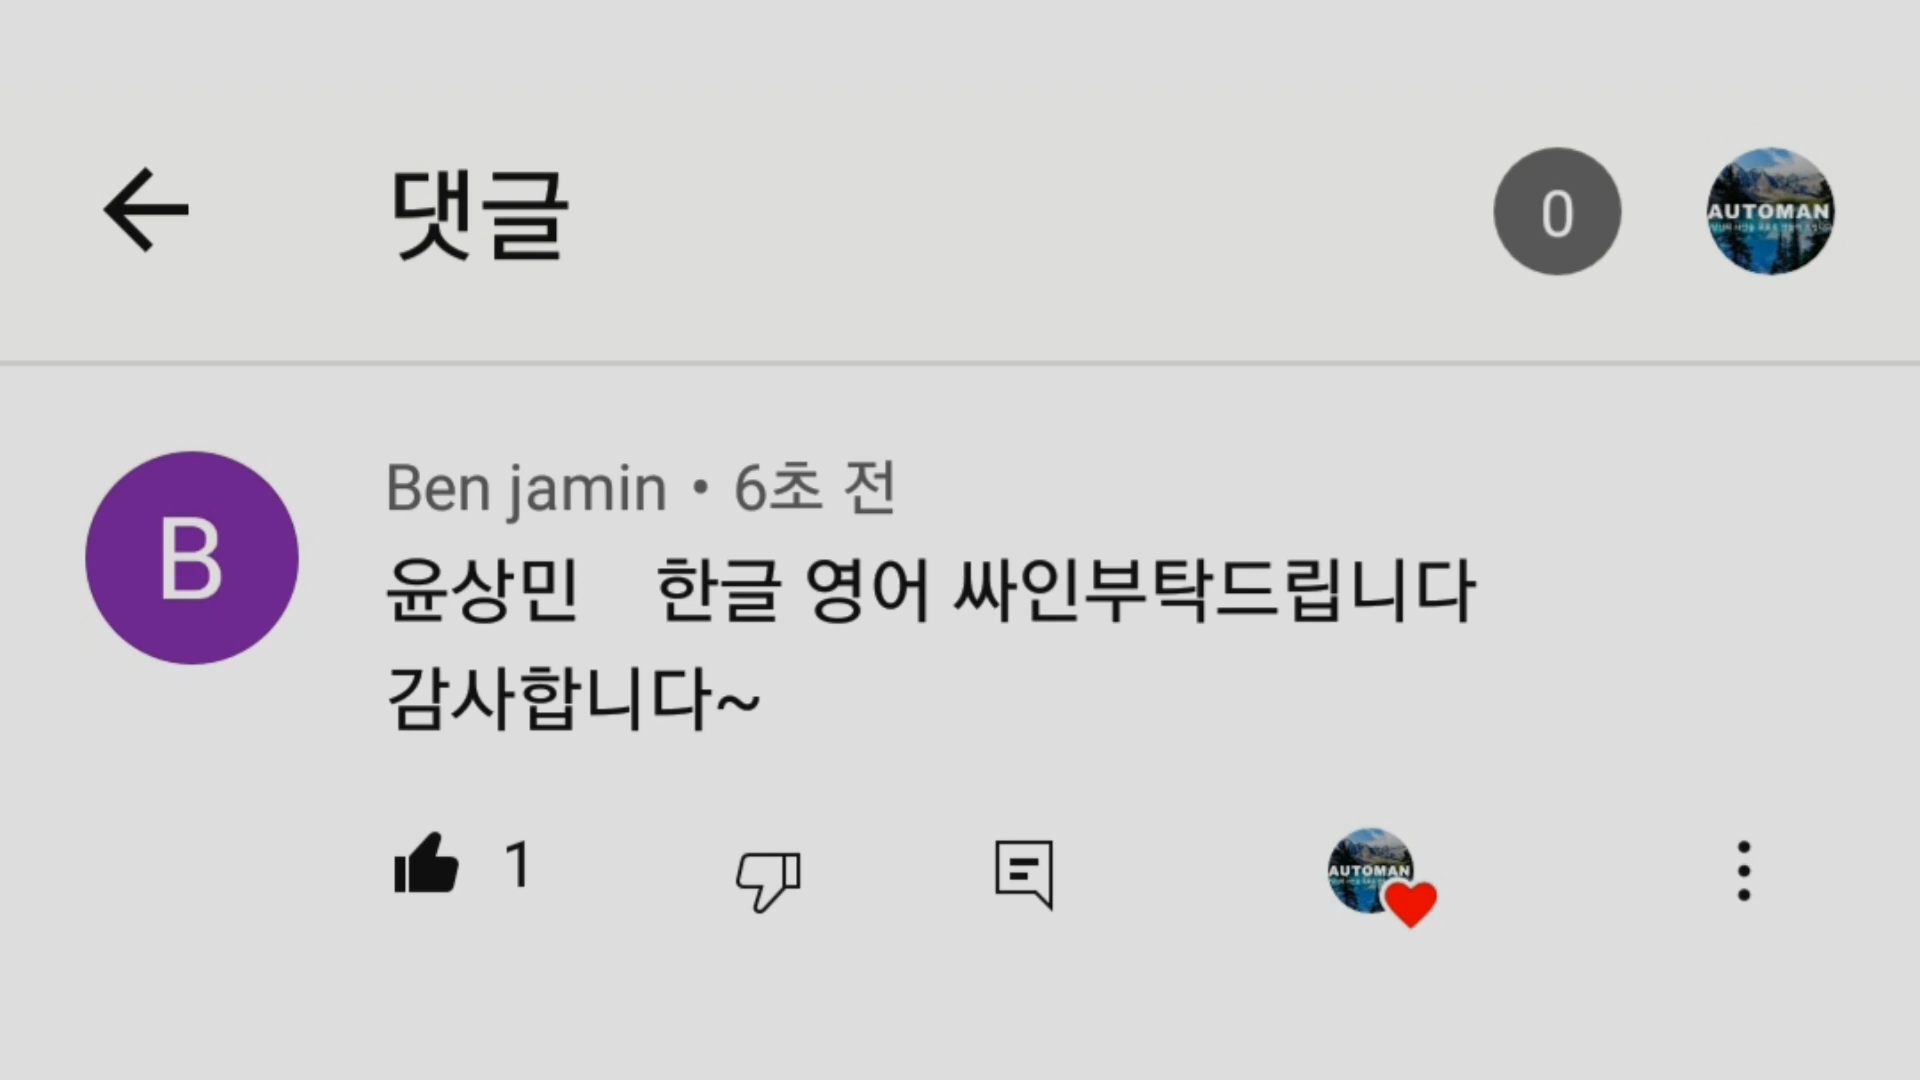 댓글
0
AUTOMAN
B
Ben jamin • 6초 전
윤상민 한글 영어 싸인부탁드립니다
감사합니다~
1
AUTOMAN